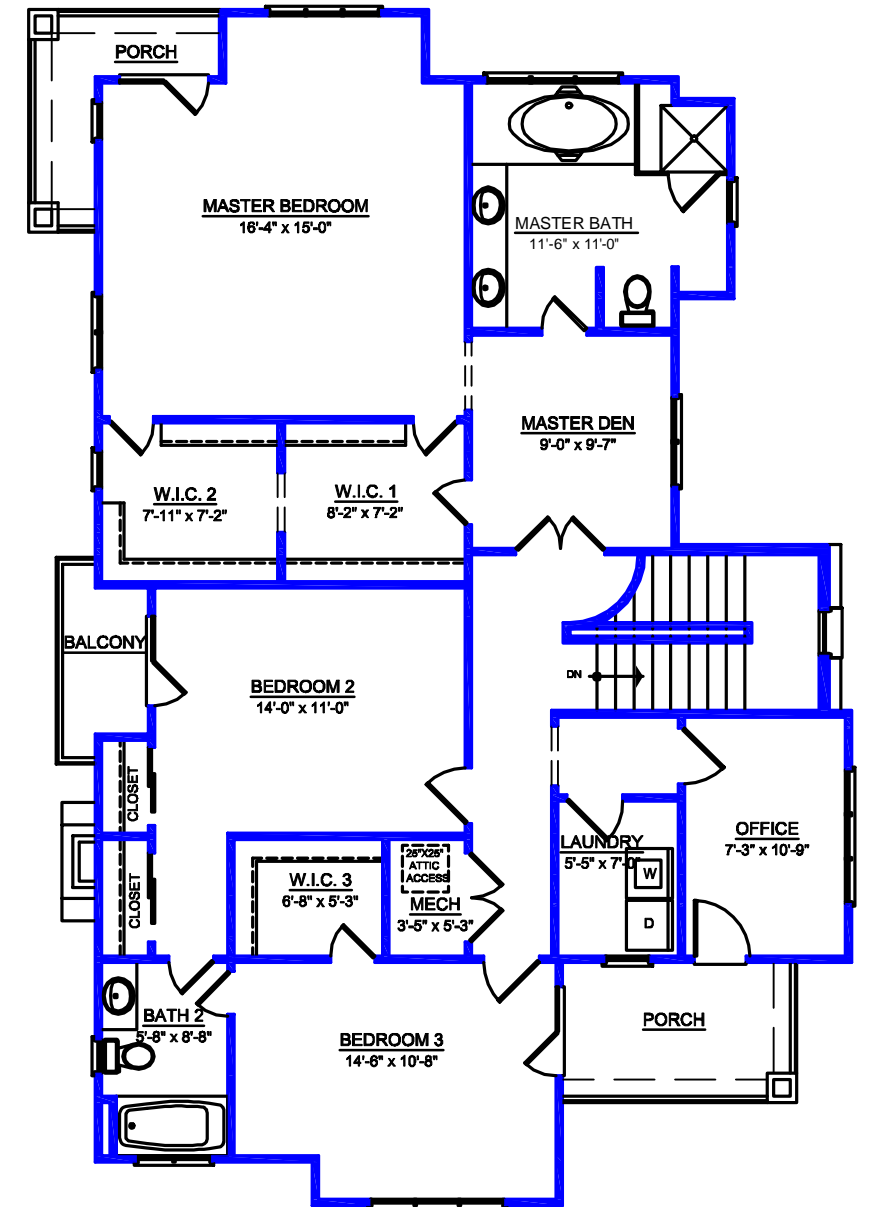 PORCH
MASTER BEDROOM
16'-4" x 15'-0"
MASTER BATH
11'-6" x 11'-0"
MASTER DEN
9'-0" x 9'-7"
W.I.C. 2
7'-11" x 7'-2"
W.I.C. 1
8'-2" x 7'-2"
BALCONY
BEDROOM 2
14'-0" x 11'-0"
DN
CLOSET
CLOSET
W.I.C. 3
6'-8" x 5'-3"
25"X25"
ATTIC
ACCESS
MECH
3'-5" x 5'-3"
LAUNDRY
5'-5" x 7'-0"
W
D
OFFICE
7'-3" x 10'-9"
BATH 2
5'-8" x 8'-8"
BEDROOM 3
14'-6" x 10'-8"
PORCH